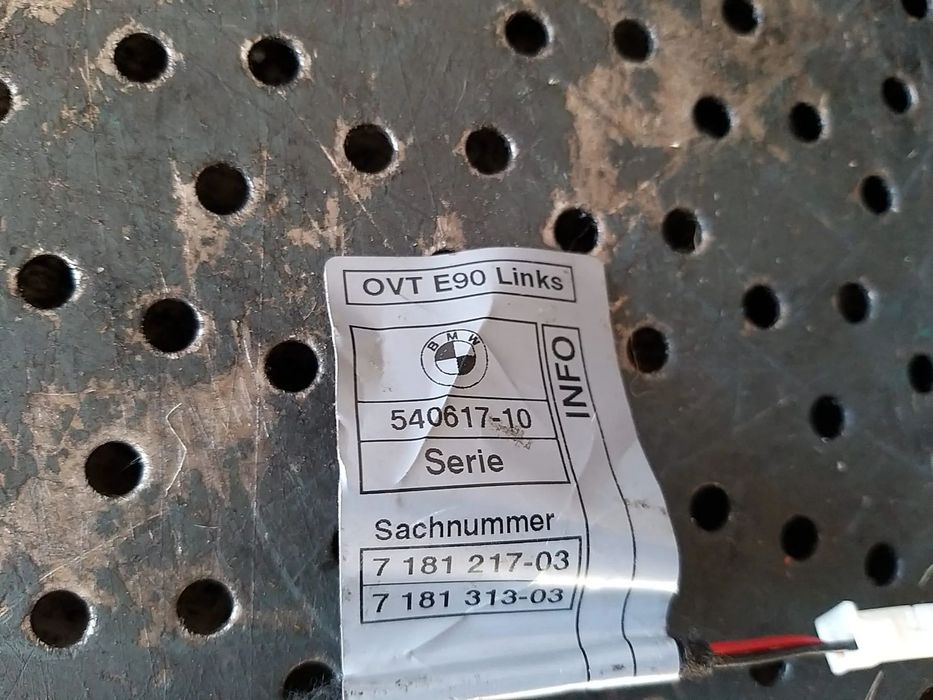 OVT E90 Links
BMW
INFO
540617-10
Serie
Sachnummer
7 181 217-03
7 181 313-03